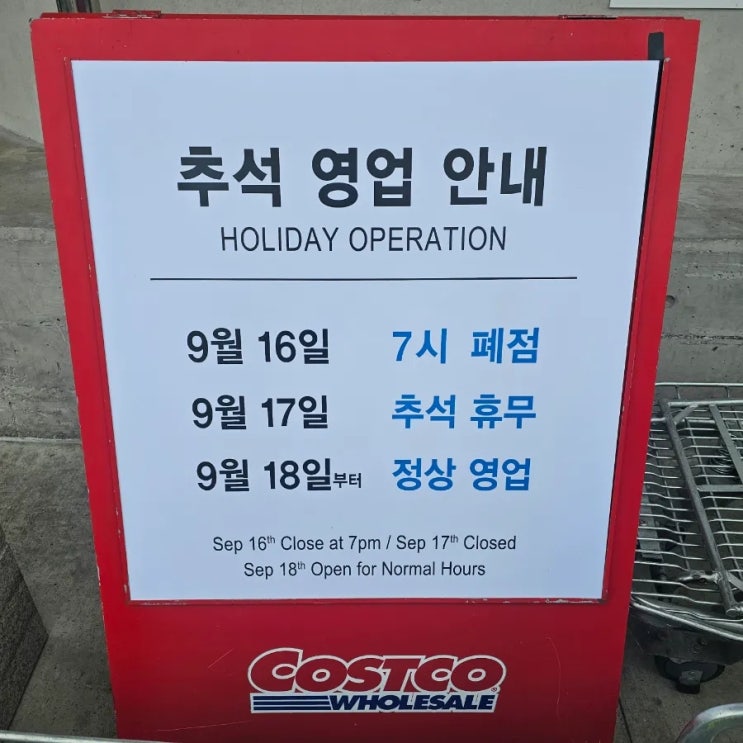 추석 영업 안내
HOLIDAY OPERATION
9월 16일 7시 폐점
9월 17일 추석 휴무
9월 18일부터 정상 영업
Sep 16th Close at 7pm / Sep 17th Closed
Sep 18th Open for Normal Hours
COSTCO
WHOLESALE